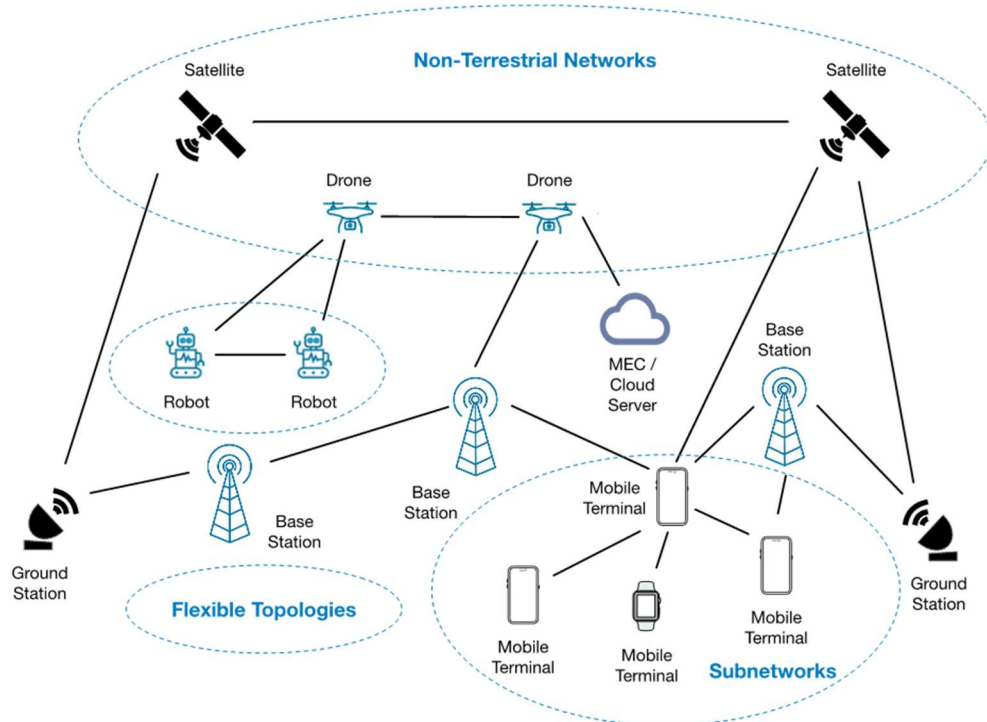 Non-Terrestrial Networks
Satellite
Satellite
Drone
Drone
Robot
Robot
MEC /
Cloud
Server
Base
Station
Base
Station
Base
Station
Mobile
Terminal
Ground
Station
Ground
Station
Flexible Topologies
Mobile
Terminal
Mobile
Terminal
Mobile
Terminal
Subnetworks